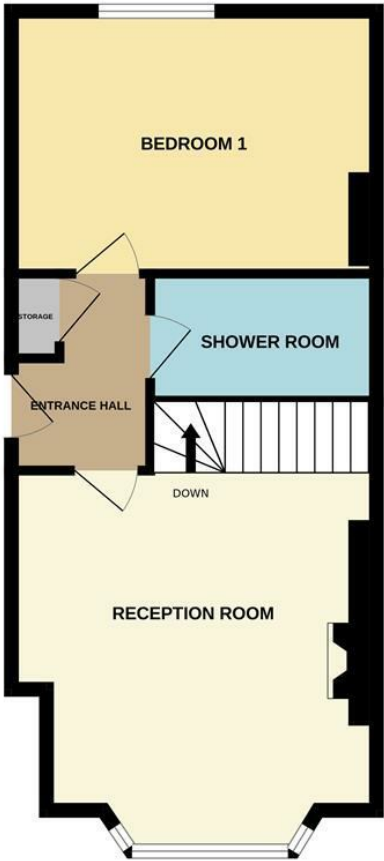 BEDROOM 1
STORAGE
SHOWER ROOM
ENTRANCE HALL
DOWN
RECEPTION ROOM